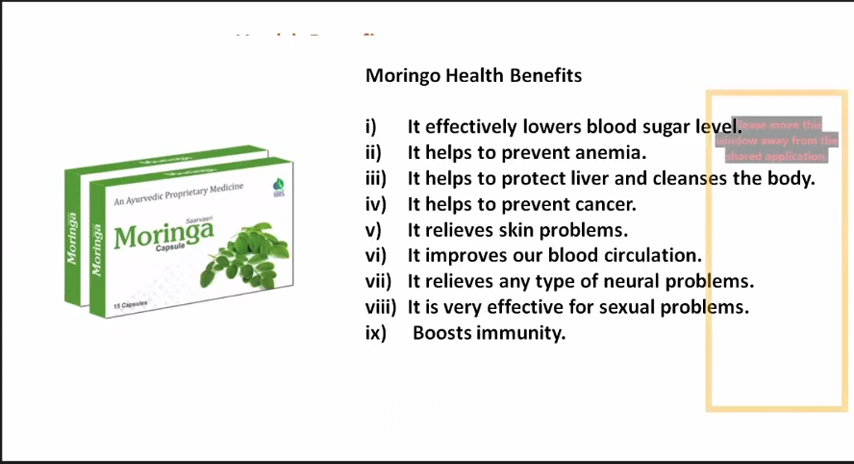 Moringo Health Benefits
i) It effectively lowers blood sugar level.
ii) It helps to prevent anemia.
iii) It helps to protect liver and cleanses the body.
iv) It helps to prevent cancer.
v) It relieves skin problems.
vi) It improves our blood circulation.
vii) It relieves any type of neural problems.
viii) It is very effective for sexual problems.
ix) Boosts immunity.
Please move this
window away from the
shared application.
Moringa
Moringa
An Ayurvedic Proprietary Medicine
Saarvasri
Moringa
Capsule
15 Capsules